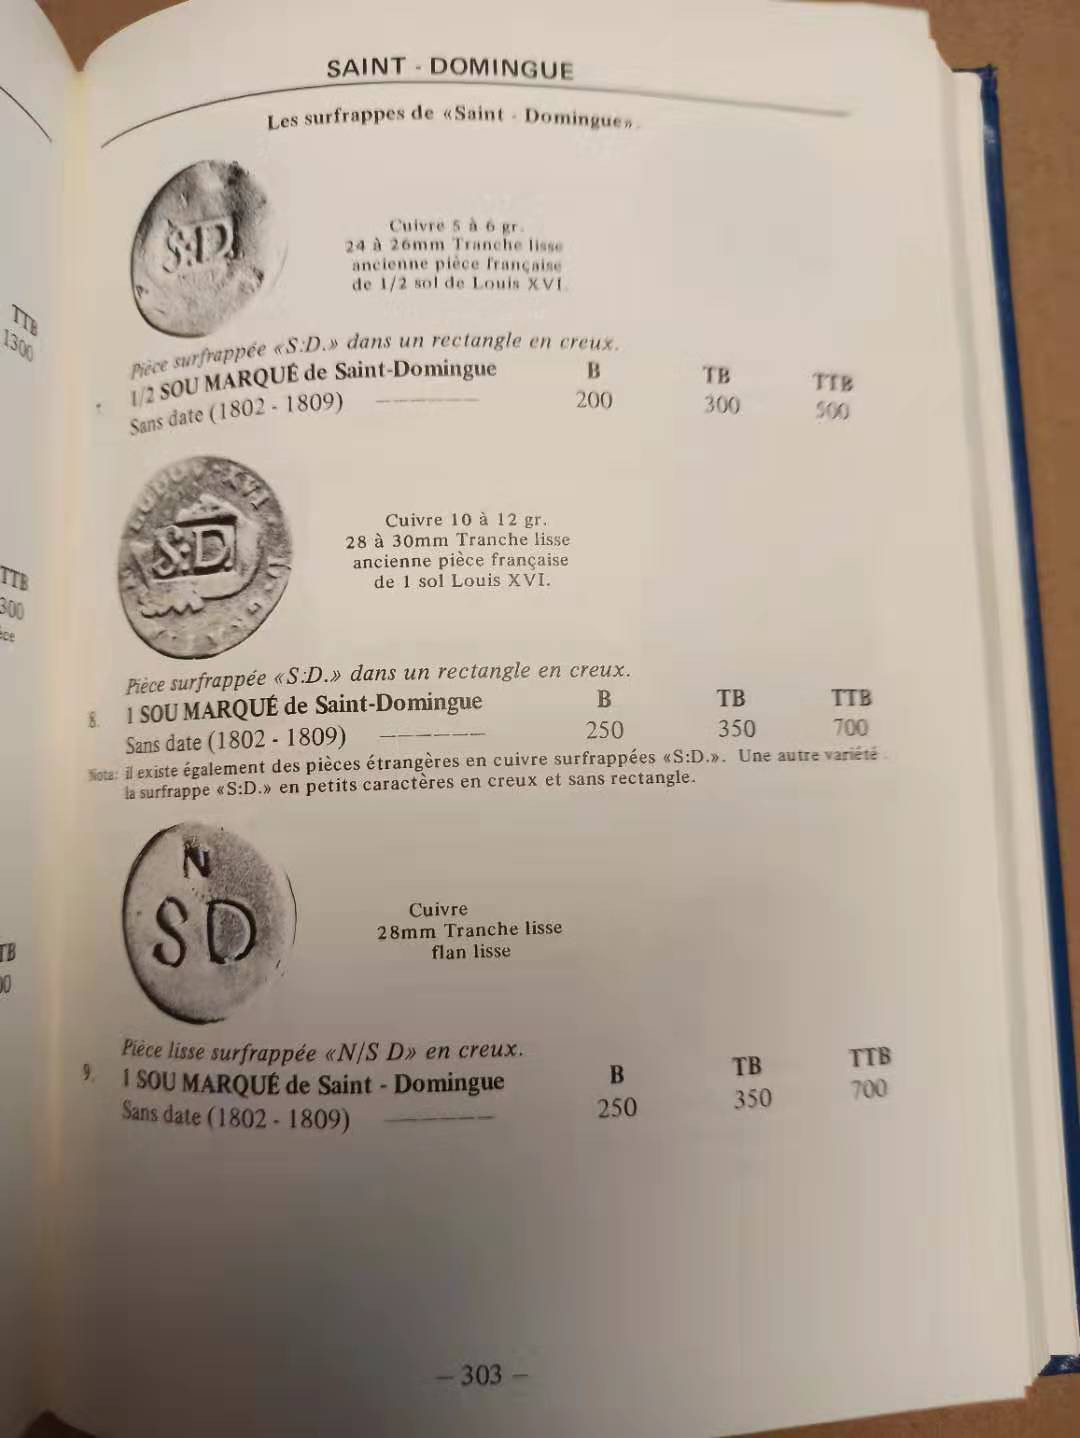 SAINT - DOMINGUE
Les surfrappes de «Saint - Domingue».
S:D.
Cuivre 5 à 6 gr.
24 à 26mm Tranche lisse
ancienne pièce française
de 1/2 sol de Louis XVI.
Pièce surfrappée «S:D.» dans un rectangle en creux.
1/2 SOU MARQUÉ de Saint-Domingue B TB TTB
Sans date (1802 - 1809) 200 300 500
S:D.
Cuivre 10 à 12 gr.
28 à 30mm Tranche lisse
ancienne pièce française
de 1 sol Louis XVI.
Pièce surfrappée «S:D.» dans un rectangle en creux.
8. 1 SOU MARQUÉ de Saint-Domingue B TB TTB
Sans date (1802 - 1809) 250 350 700
Nota: il existe également des pièces étrangères en cuivre surfrappées «S:D.». Une autre variété
la surfrappe «S:D.» en petits caractères en creux et sans rectangle.
N
SD
Cuivre
28mm Tranche lisse
flan lisse
Pièce lisse surfrappée «N/S D» en creux.
9. 1 SOU MARQUÉ de Saint - Domingue B TB TTB
Sans date (1802 - 1809) 250 350 700
— 303 —
TTB
1300
TTB
300
TB